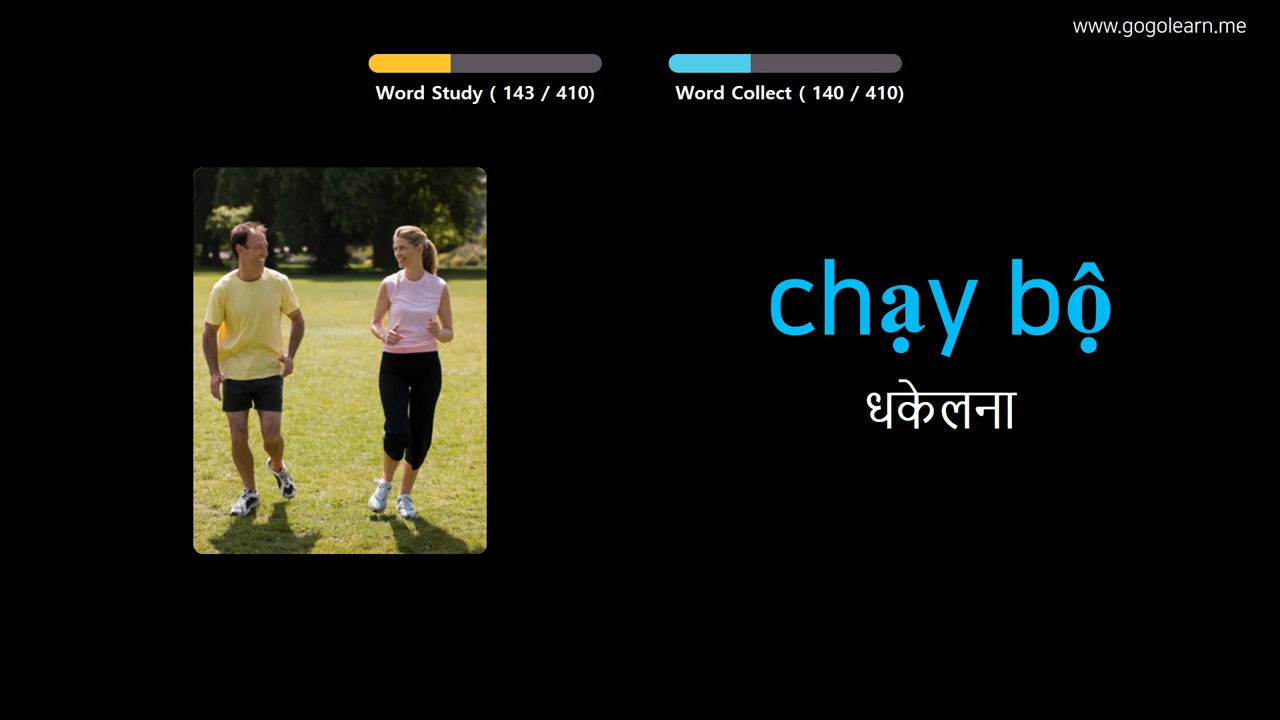 www.gogolearn.me
Word Study ( 143 / 410)
Word Collect ( 140 / 410)
chạy bộ
धकेलना